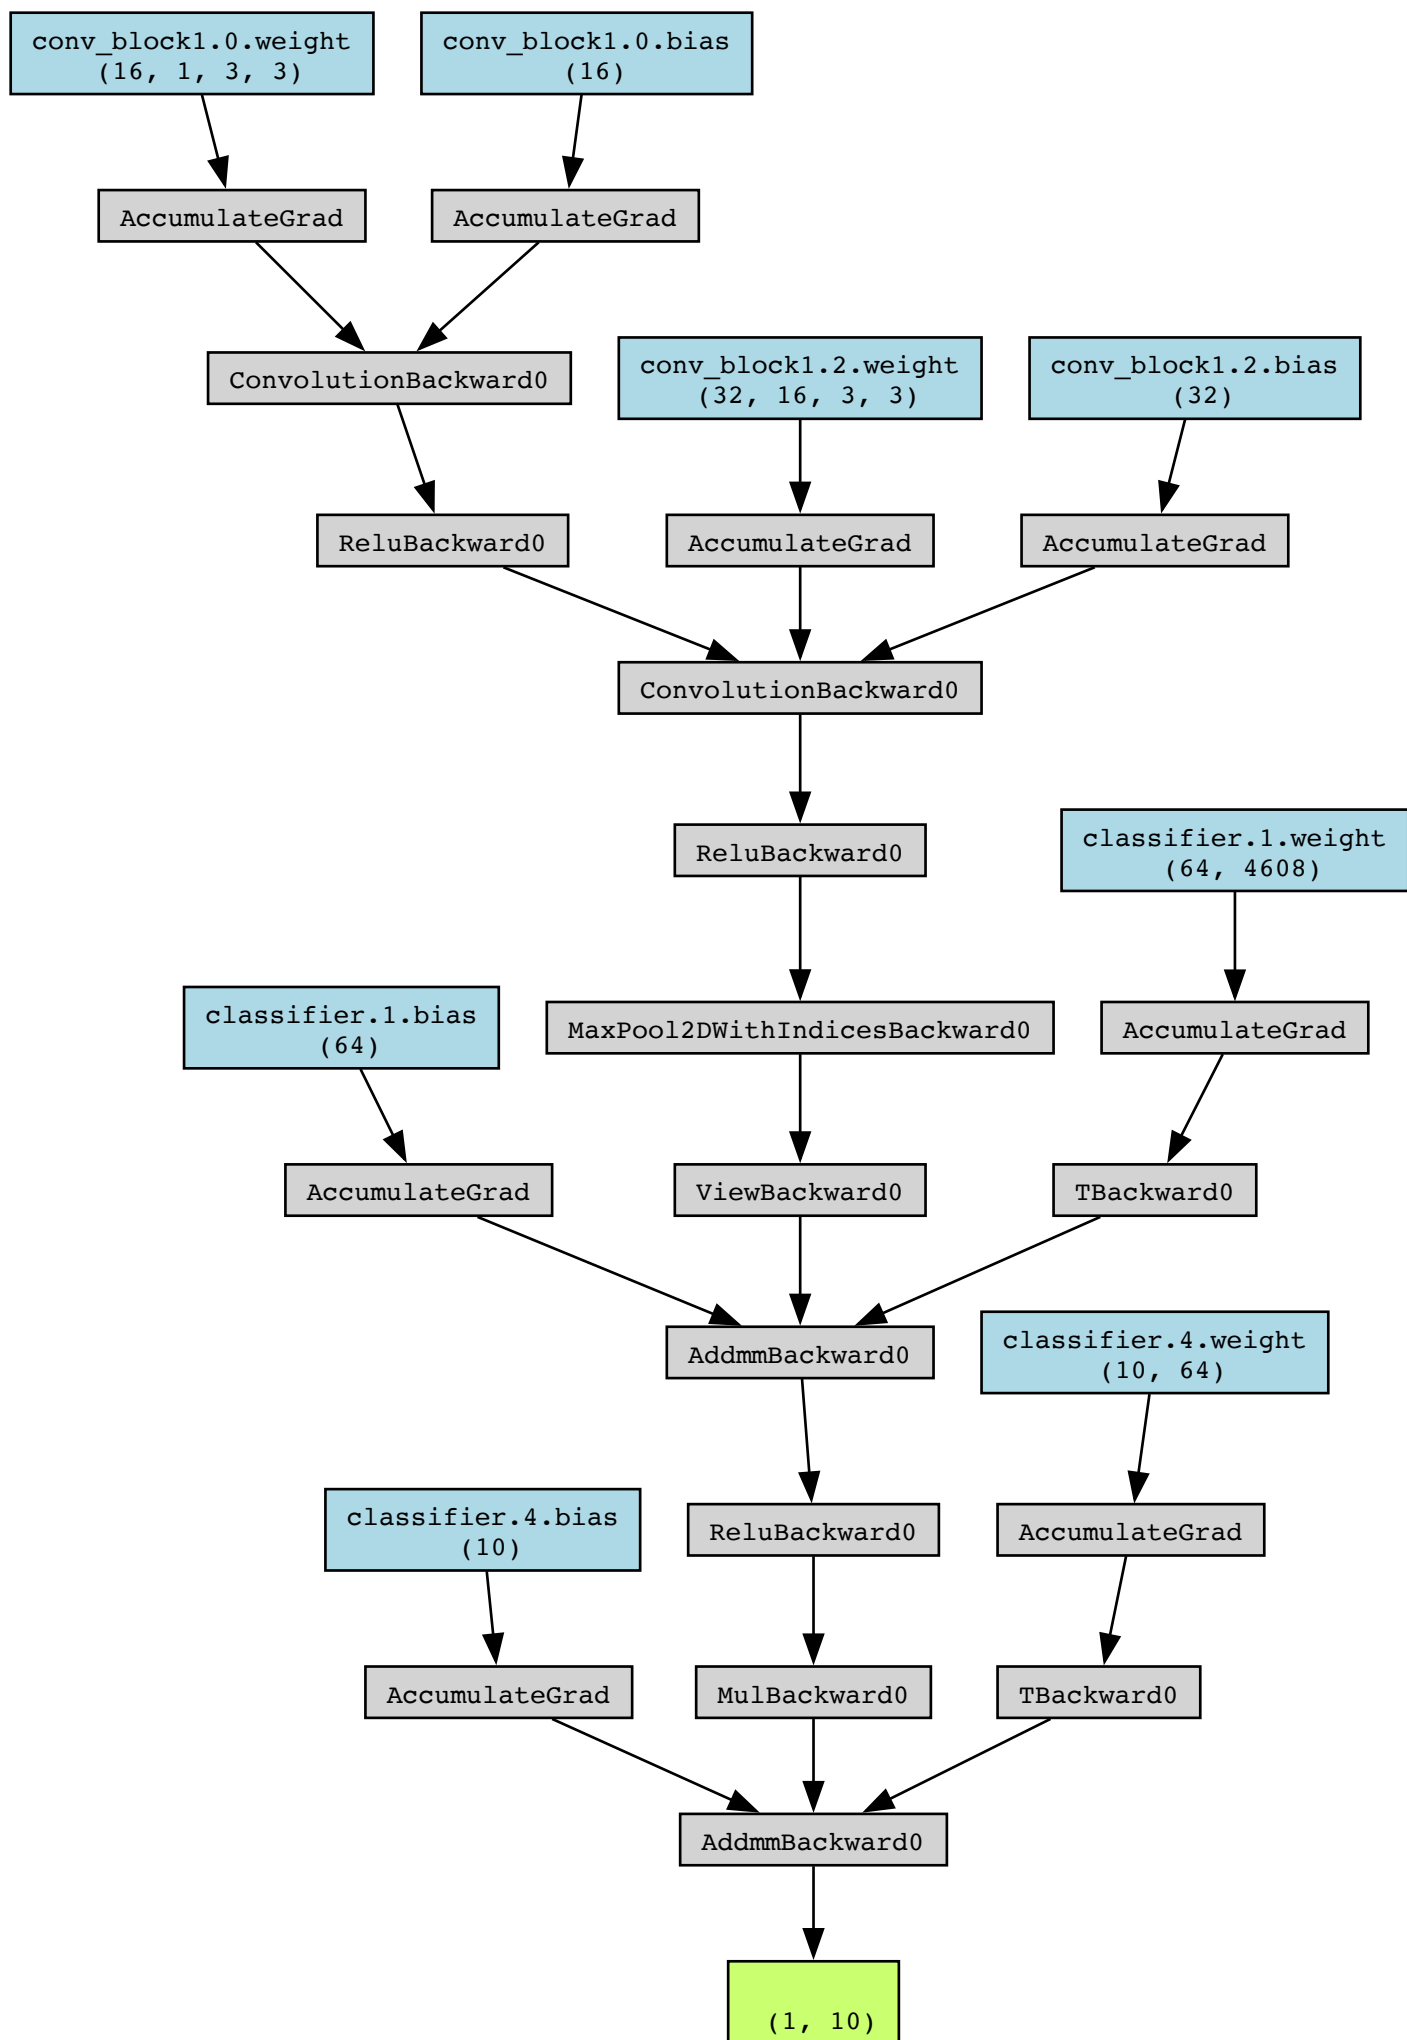 conv_block1.0.weight
(16, 1, 3, 3)
conv_block1.0.bias
(16)
AccumulateGrad
AccumulateGrad
ConvolutionBackward0
conv_block1.2.weight
(32, 16, 3, 3)
conv_block1.2.bias
(32)
ReluBackward0
AccumulateGrad
AccumulateGrad
ConvolutionBackward0
ReluBackward0
classifier.1.weight
(64, 4608)
classifier.1.bias
(64)
MaxPool2DWithIndicesBackward0
AccumulateGrad
AccumulateGrad
ViewBackward0
TBackward0
AddmmBackward0
classifier.4.weight
(10, 64)
classifier.4.bias
(10)
ReluBackward0
AccumulateGrad
AccumulateGrad
MulBackward0
TBackward0
AddmmBackward0
(1, 10)